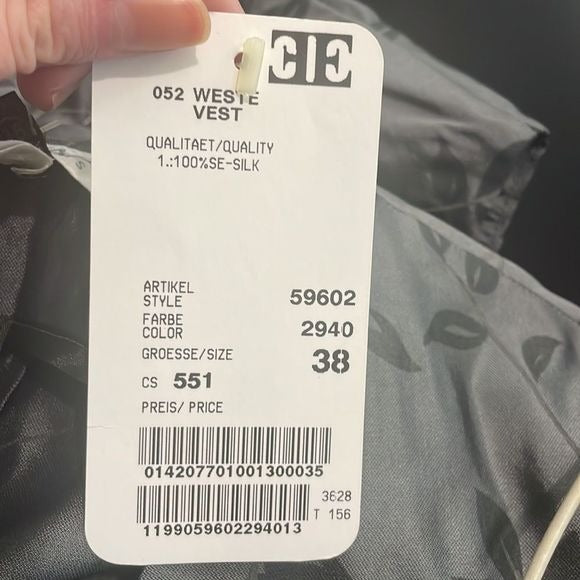 CIC
052 WESTE
VEST
QUALITAET/QUALITY
1.:100%SE-SILK
ARTIKEL
STYLE 59602
FARBE
COLOR 2940
GROESSE/SIZE 38
CS 551
PREIS/ PRICE
014207701001300035
3628
T 156
1199059602294013